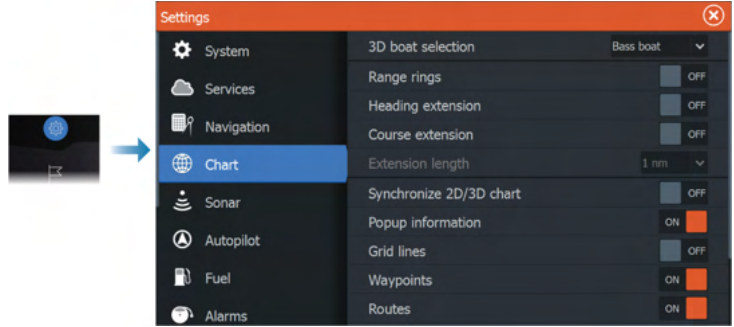 Settings
System
Services
Navigation
Chart
Sonar
Autopilot
Fuel
Alarms
3D boat selection Bass boat
Range rings OFF
Heading extension OFF
Course extension OFF
Extension length 1 nm
Synchronize 2D/3D chart OFF
Popup information ON
Grid lines OFF
Waypoints ON
Routes ON